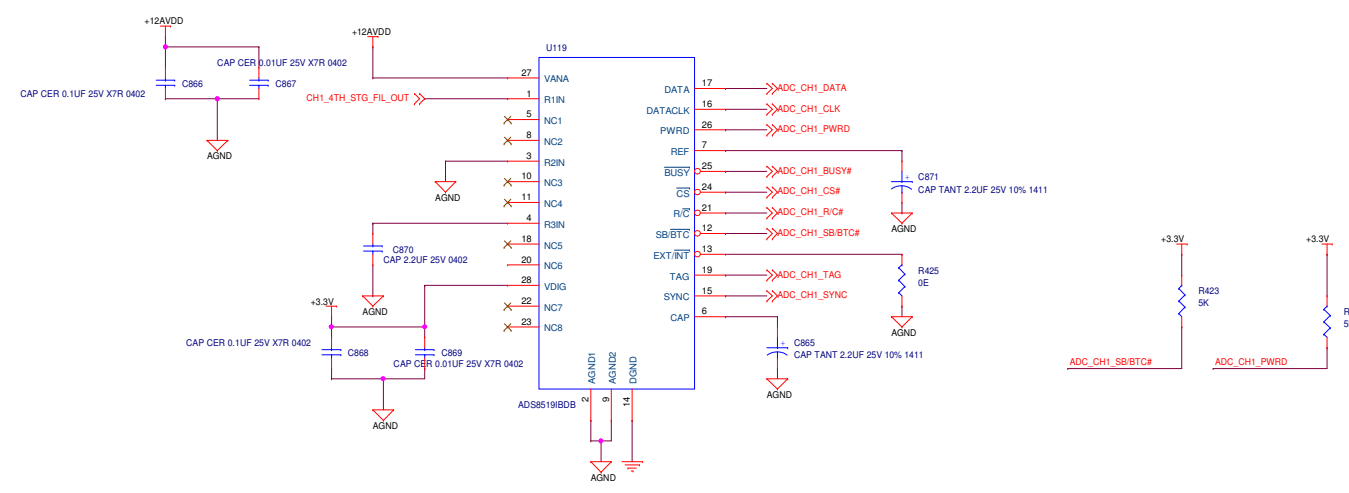 +12AVDD
CAP CER 0.01UF 25V X7R 0402
C866
C867
CAP CER 0.1UF 25V X7R 0402
AGND
+12AVDD
CH1_4TH_STG_FIL_OUT
AGND
C870
CAP 2.2UF 25V 0402
AGND
+3.3V
CAP CER 0.1UF 25V X7R 0402
C868
C869
CAP CER 0.01UF 25V X7R 0402
AGND
U119
27 VANA
1 R1IN
5 NC1
8 NC2
3 R2IN
10 NC3
11 NC4
4 R3IN
18 NC5
20 NC6
28 VDIG
22 NC7
23 NC8
DATA 17 ADC_CH1_DATA
DATACLK 16 ADC_CH1_CLK
PWRD 26 ADC_CH1_PWRD
REF 7
BUSY 25 ADC_CH1_BUSY#
CS 24 ADC_CH1_CS#
R/C 21 ADC_CH1_R/C#
SB/BTC 12 ADC_CH1_SB/BTC#
EXT/INT 13
TAG 19 ADC_CH1_TAG
SYNC 15 ADC_CH1_SYNC
CAP 6
AGND1
AGND2
DGND
2
9
14
ADS8519IBDB
AGND
C871
CAP TANT 2.2UF 25V 10% 1411
AGND
R425
0E
AGND
C865
CAP TANT 2.2UF 25V 10% 1411
AGND
+3.3V
R423
5K
ADC_CH1_SB/BTC#
+3.3V
R
5
ADC_CH1_PWRD